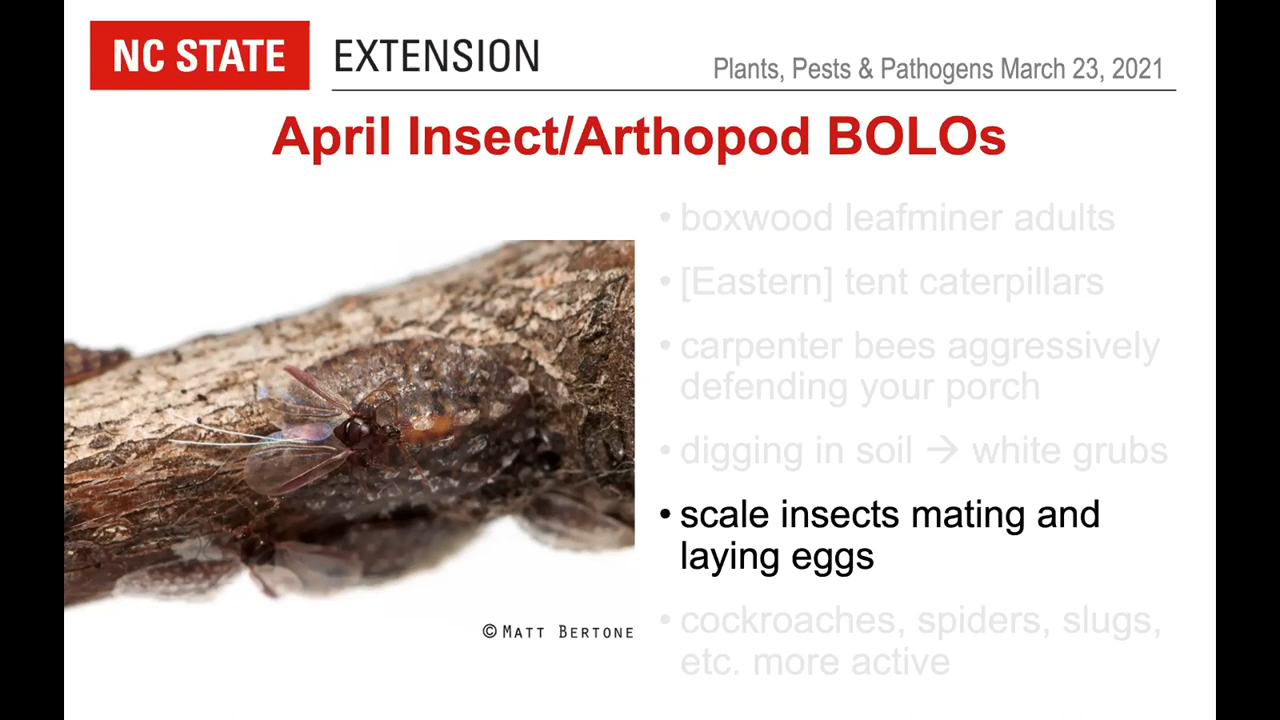 NC STATE EXTENSION
Plants, Pests & Pathogens March 23, 2021
April Insect/Arthopod BOLOs
• boxwood leafminer adults
• [Eastern] tent caterpillars
• carpenter bees aggressively
defending your porch
• digging in soil → white grubs
• scale insects mating and
laying eggs
• cockroaches, spiders, slugs,
etc. more active
© MATT BERTONE